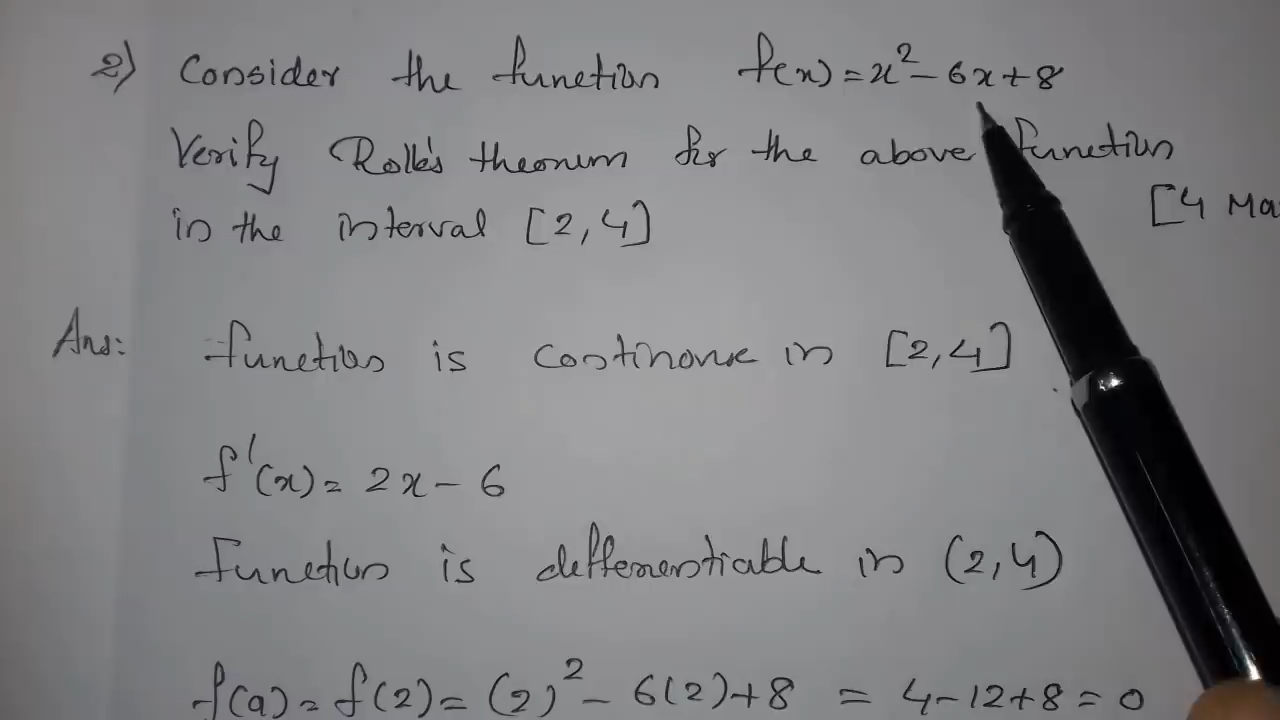 2) Consider the function f(x) = x² - 6x + 8
Verify Rolle's theorem for the above function
in the interval [2, 4]
[4 Ma
Ans: function is continous in [2, 4]
f'(x) = 2x - 6
Function is differentiable in (2, 4)
f(a) = f(2) = (2)² - 6(2) + 8 = 4 - 12 + 8 = 0